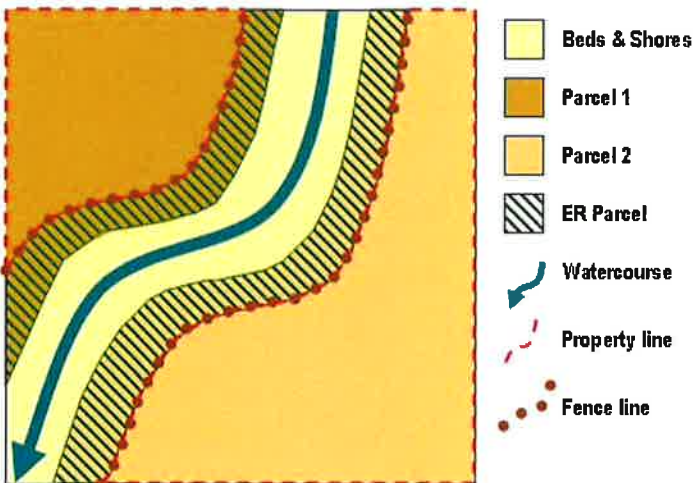 Beds & Shores
Parcel 1
Parcel 2
ER Parcel
Watercourse
Property line
Fence line